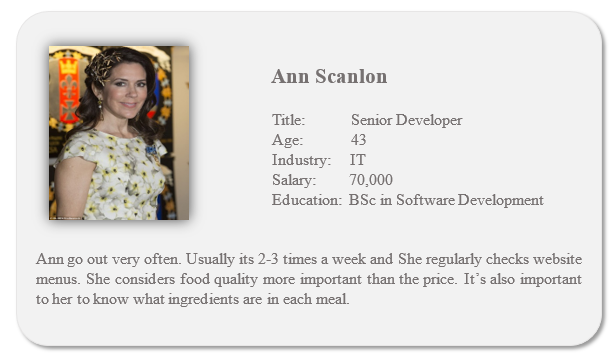 Ann Scanlon
Title: Senior Developer
Age: 43
Industry: IT
Salary: 70,000
Education: BSc in Software Development
Ann go out very often. Usually its 2-3 times a week and She regularly checks website
menus. She considers food quality more important than the price. It’s also important
to her to know what ingredients are in each meal.